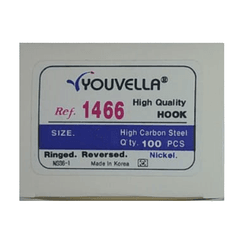 YOUVELLA®
Ref. 1466 High Quality HOOK
SIZE. High Carbon Steel
Q'ty. 100 PCS
Ringed. Reversed. Nickel.
Made in Korea